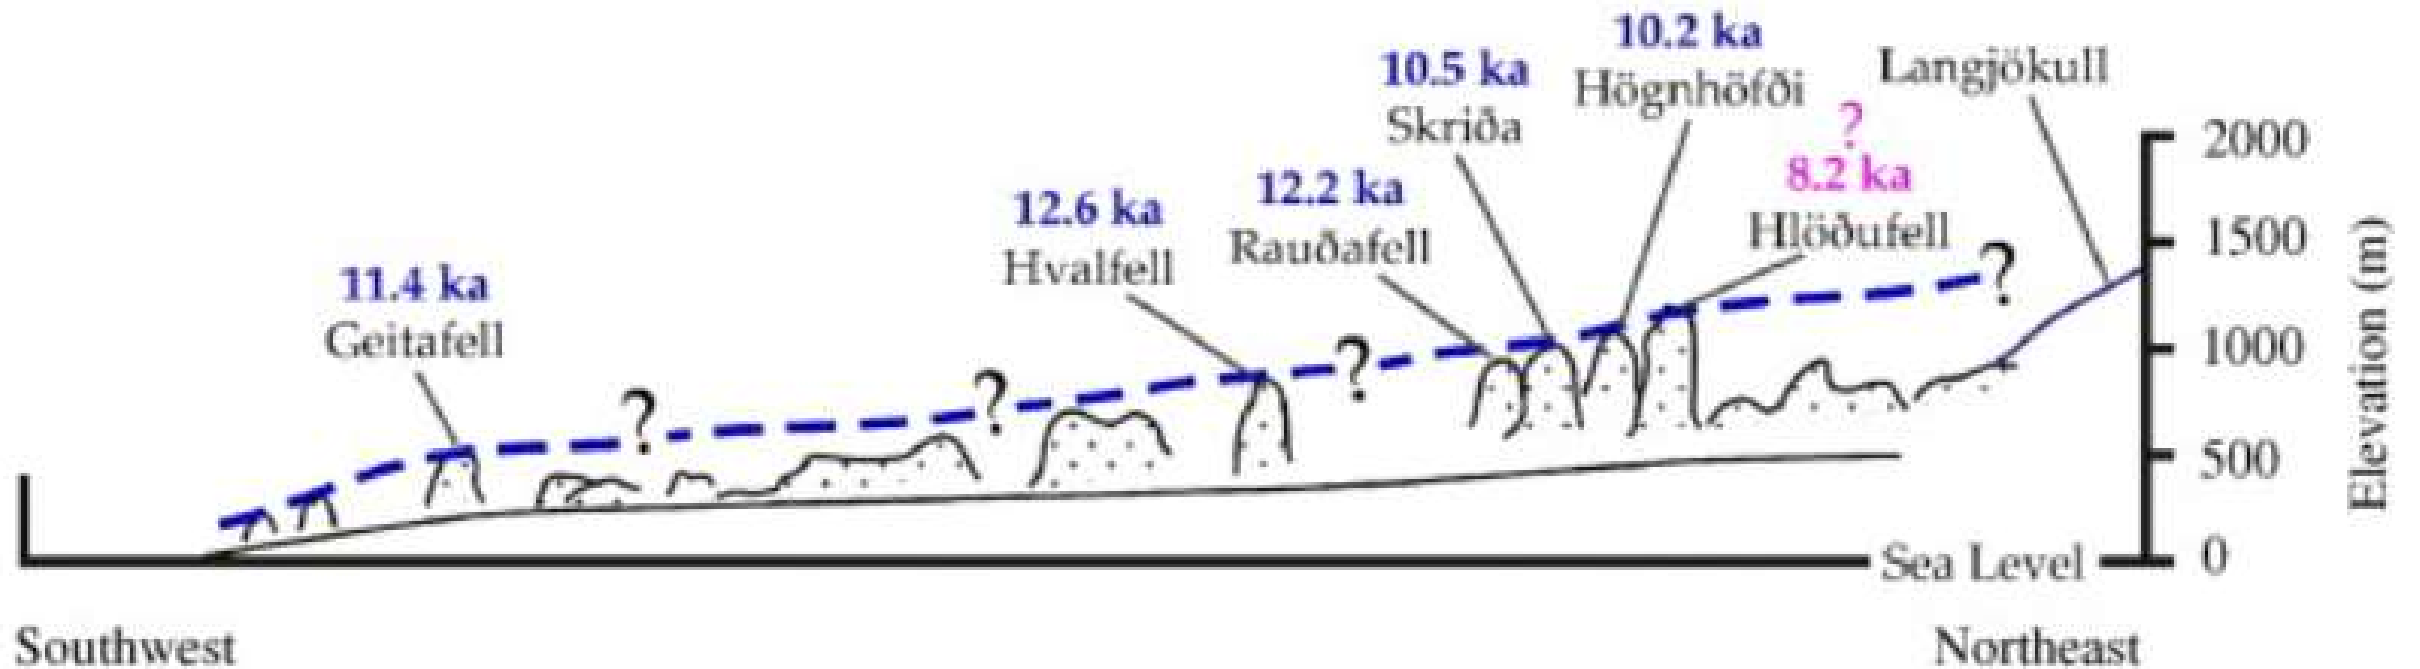 11.4 ka
Geitafell
?
?
12.6 ka
Hvalfell
12.2 ka
Rauðafell
?
10.5 ka
Skriða
10.2 ka
Högnhöfði
?
8.2 ka
Hlöðufell
?
Langjökull
2000
1500
1000
500
0
Elevation (m)
Sea Level
Southwest
Northeast